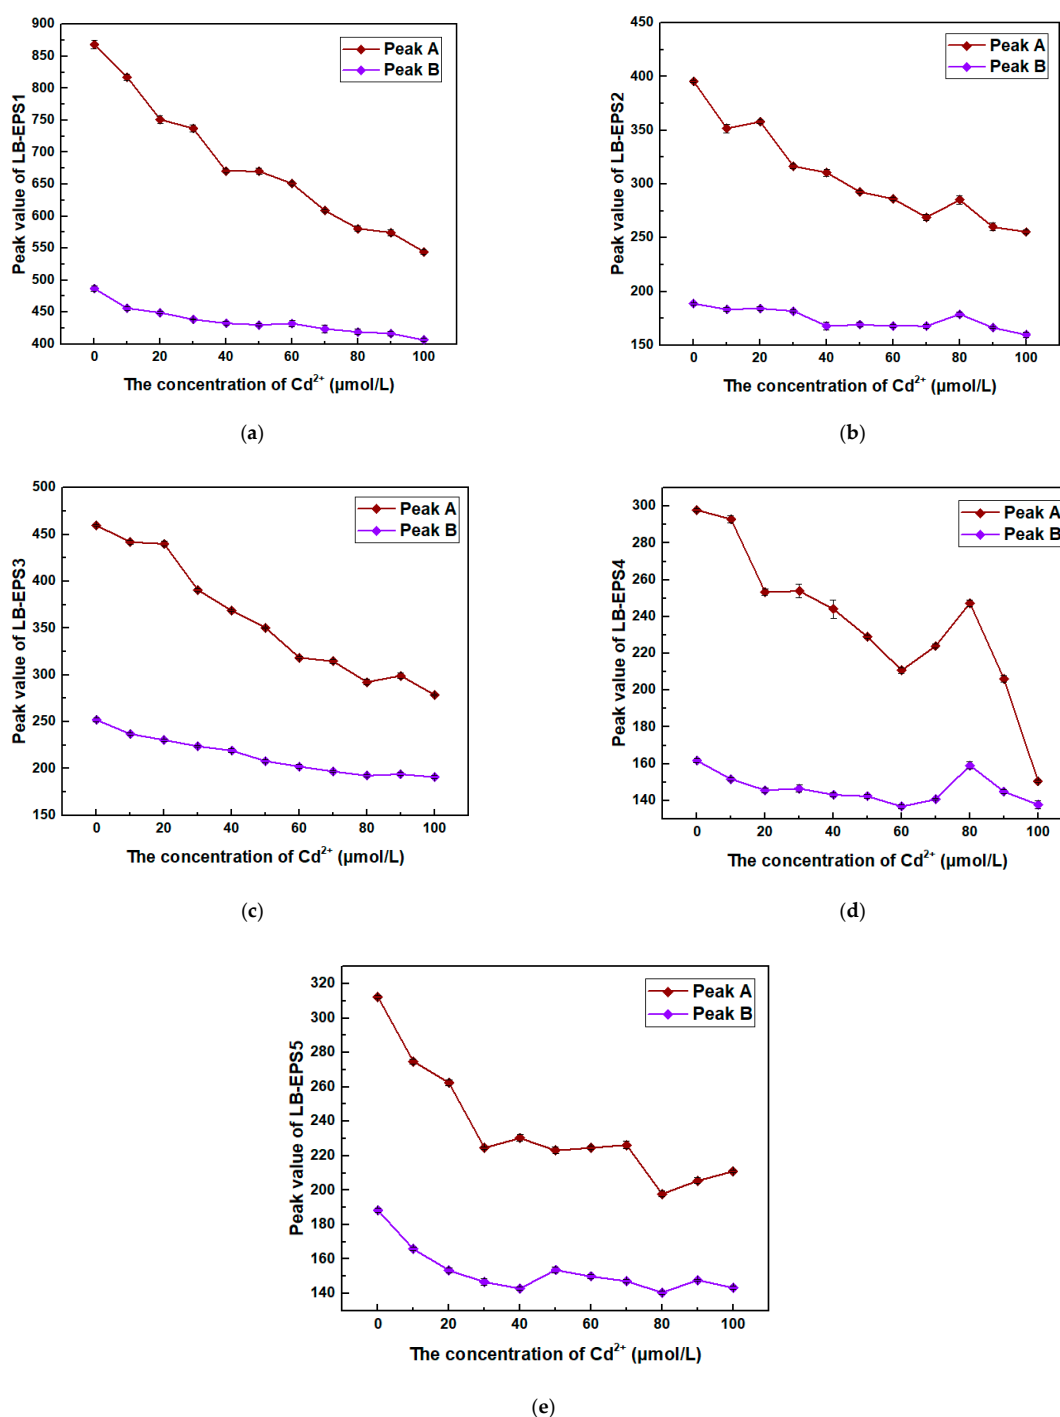 Peak value of LB-EPS1
900
850
800
750
700
650
600
550
500
450
400
Peak A
Peak B
0 20 40 60 80 100
The concentration of Cd²⁺ (µmol/L)
(a)
Peak value of LB-EPS2
450
400
350
300
250
200
150
Peak A
Peak B
0 20 40 60 80 100
The concentration of Cd²⁺ (µmol/L)
(b)
Peak value of LB-EPS3
500
450
400
350
300
250
200
150
Peak A
Peak B
0 20 40 60 80 100
The concentration of Cd²⁺ (µmol/L)
(c)
Peak value of LB-EPS4
300
280
260
240
220
200
180
160
140
Peak A
Peak B
0 20 40 60 80 100
The concentration of Cd²⁺ (µmol/L)
(d)
Peak value of LB-EPS5
320
300
280
260
240
220
200
180
160
140
Peak A
Peak B
0 20 40 60 80 100
The concentration of Cd²⁺ (µmol/L)
(e)